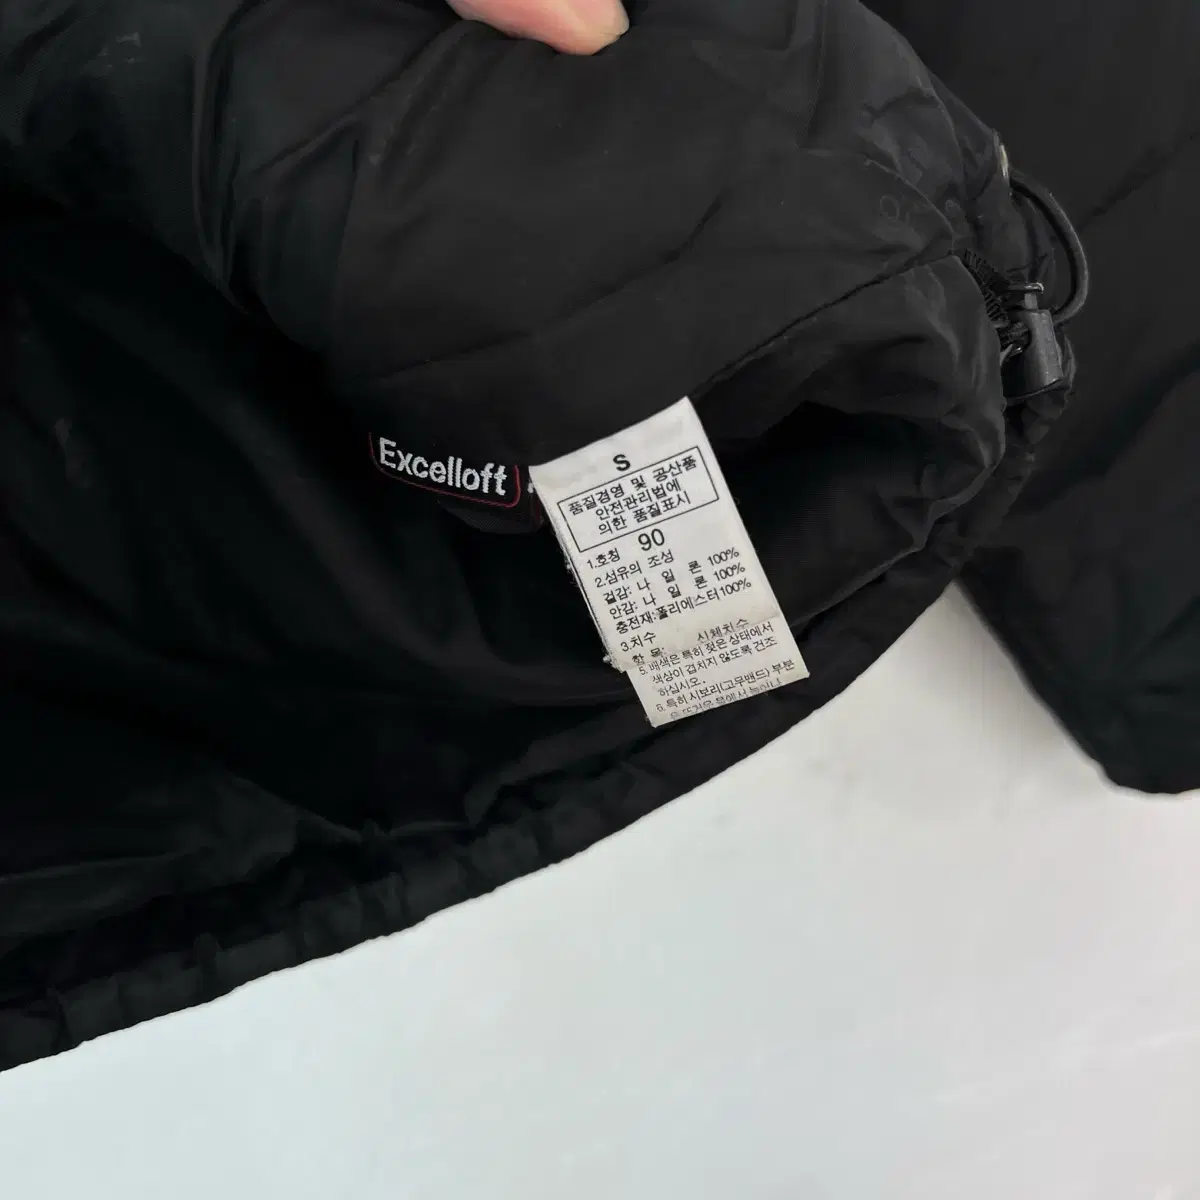 Excelloft
S
품질경영 및 공산품
안전관리법에
의한 품질표시
1.호칭 90
2.섬유의 조성
겉감: 나 일 론 100%
안감: 나 일 론 100%
충전재:폴리에스터100%
3.치수
항 목: 신체치수
5. 배색은 특히 젖은 상태에서
색상이 겹치지 않도록 건조
하십시오.
6. 특히 시보리(고무밴드) 부분